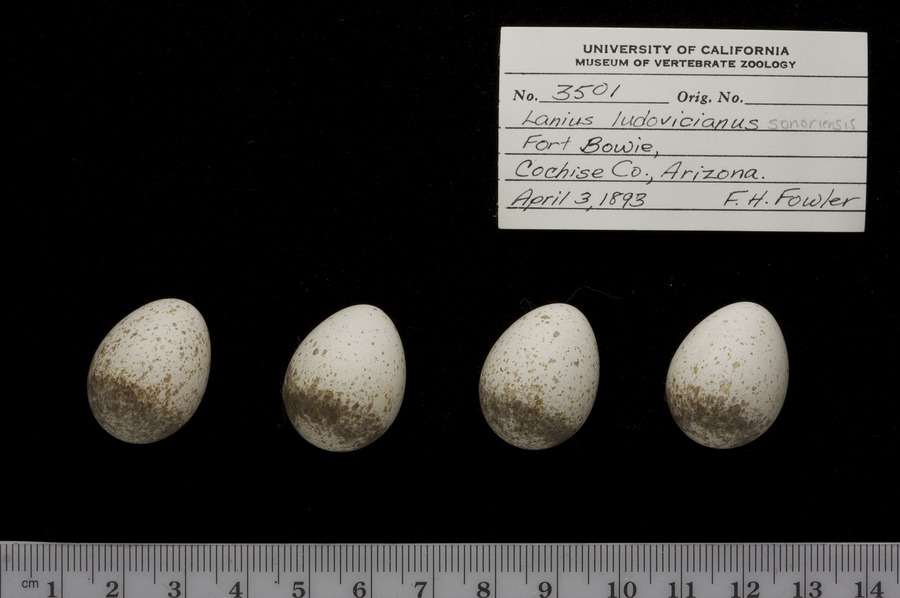 UNIVERSITY OF CALIFORNIA
MUSEUM OF VERTEBRATE ZOOLOGY
No. 3501 Orig. No.
Lanius ludovicianus sonoriensis
Fort Bowie,
Cochise Co., Arizona.
April 3, 1893 F. H. Fowler
cm 1 2 3 4 5 6 7 8 9 10 11 12 13 14